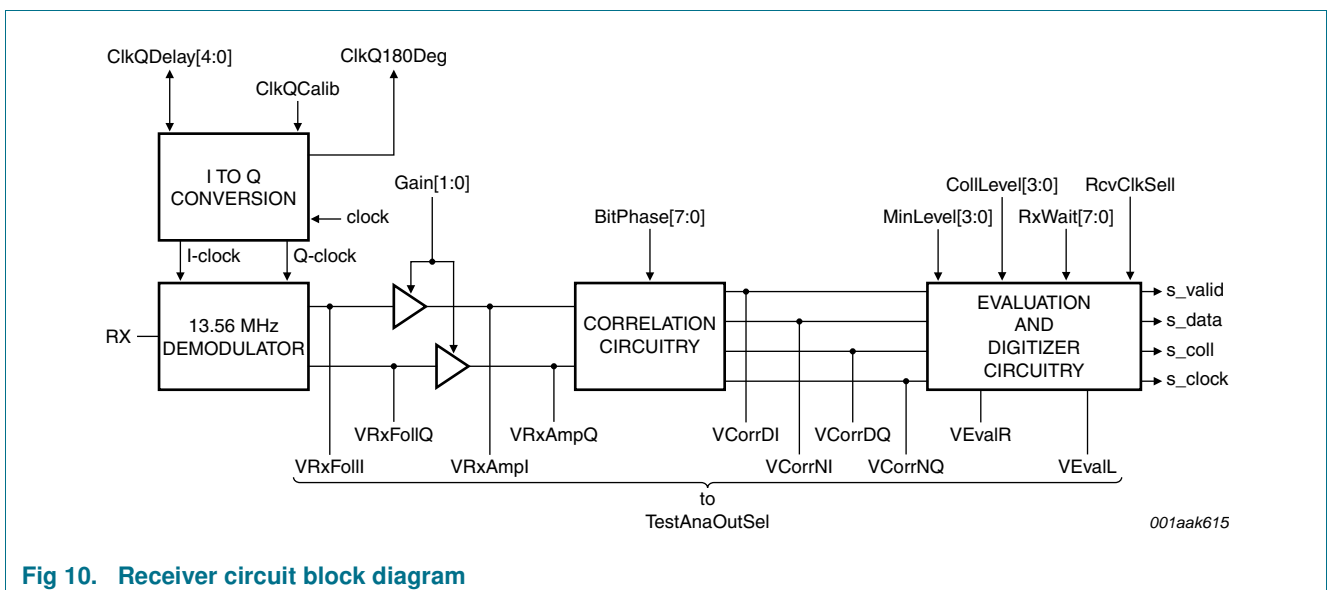 ClkQDelay[4:0]
ClkQ180Deg
ClkQCalib
I TO Q
CONVERSION
clock
I-clock
Q-clock
Gain[1:0]
BitPhase[7:0]
CollLevel[3:0]
RcvClkSell
MinLevel[3:0]
RxWait[7:0]
RX
13.56 MHz
DEMODULATOR
CORRELATION
CIRCUITRY
EVALUATION
AND
DIGITIZER
CIRCUITRY
s_valid
s_data
s_coll
s_clock
VRxFollQ
VRxAmpQ
VCorrDI
VCorrDQ
VEvalR
VRxFollI
VRxAmpI
VCorrNI
VCorrNQ
VEvalL
to
TestAnaOutSel
001aak615
Fig 10. Receiver circuit block diagram